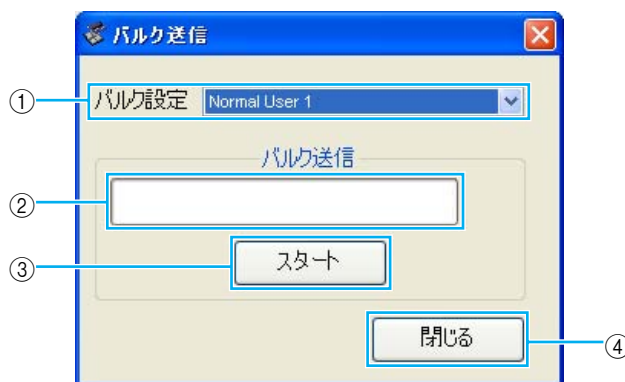 バルク送信
① バルク設定 Normal User 1
バルク送信
②
③ スタート
閉じる ④